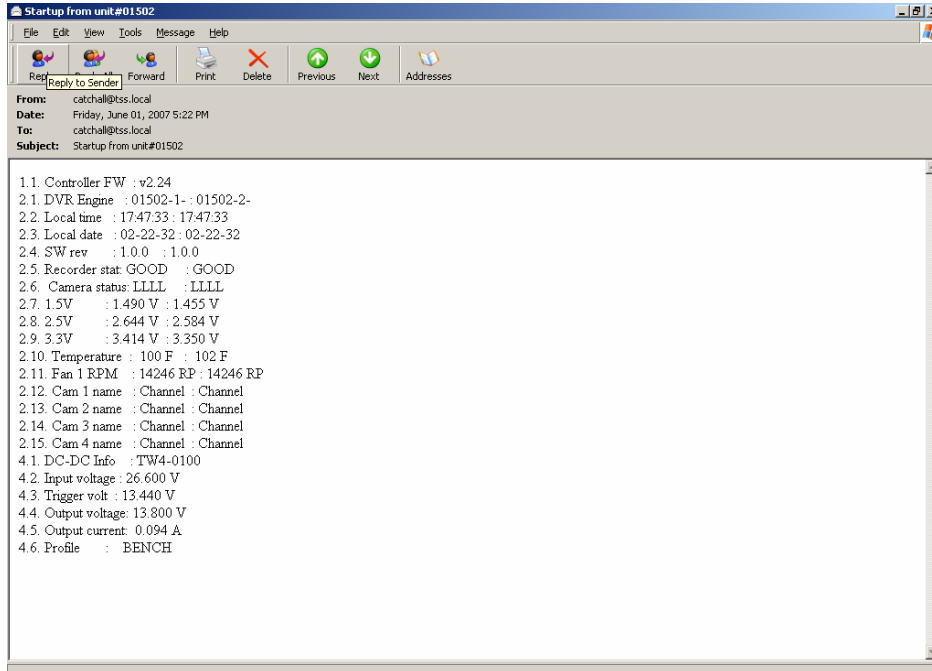 Startup from unit#01502
File Edit View Tools Message Help
Reply Forward Print Delete Previous Next Addresses
Reply to Sender
From: catchall@tss.local
Date: Friday, June 01, 2007 5:22 PM
To: catchall@tss.local
Subject: Startup from unit#01502
1.1. Controller FW : v2.24
2.1. DVR Engine : 01502-1- : 01502-2-
2.2. Local time : 17:47:33 : 17:47:33
2.3. Local date : 02-22-32 : 02-22-32
2.4. SW rev : 1.0.0 : 1.0.0
2.5. Recorder stat: GOOD : GOOD
2.6. Camera status: LLLL : LLLL
2.7. 1.5V : 1.490 V : 1.455 V
2.8. 2.5V : 2.644 V : 2.584 V
2.9. 3.3V : 3.414 V : 3.350 V
2.10. Temperature : 100 F : 102 F
2.11. Fan 1 RPM : 14246 RP : 14246 RP
2.12. Cam 1 name : Channel : Channel
2.13. Cam 2 name : Channel : Channel
2.14. Cam 3 name : Channel : Channel
2.15. Cam 4 name : Channel : Channel
4.1. DC-DC Info : TW4-0100
4.2. Input voltage : 26.600 V
4.3. Trigger volt : 13.440 V
4.4. Output voltage: 13.800 V
4.5. Output current: 0.094 A
4.6. Profile : BENCH